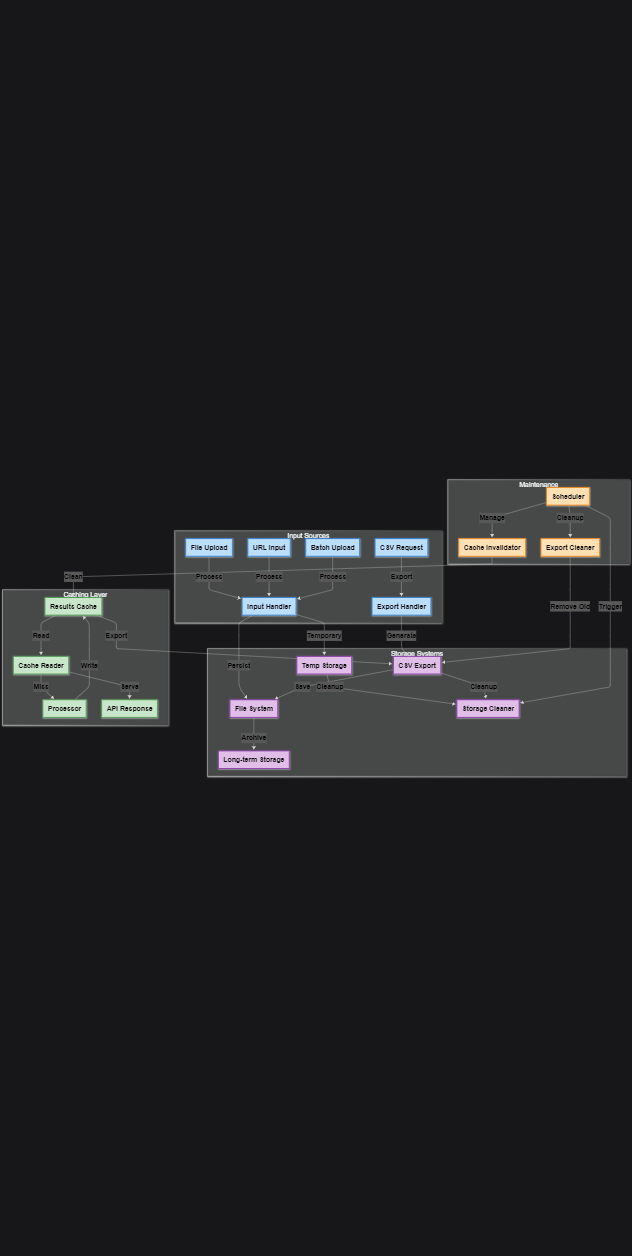 Maintenance
Scheduler
Manage
Cleanup
Cache Invalidator
Export Cleaner
Remove Old
Trigger
Input Sources
File Upload
URL Input
Batch Upload
CSV Request
Process
Process
Process
Export
Input Handler
Export Handler
Clean
Caching Layer
Results Cache
Read
Export
Write
Cache Reader
Miss
Serve
Processor
API Response
Temporary
Generate
Persist
Storage Systems
Temp Storage
CSV Export
Save
Cleanup
Cleanup
File System
Storage Cleaner
Archive
Long-term Storage